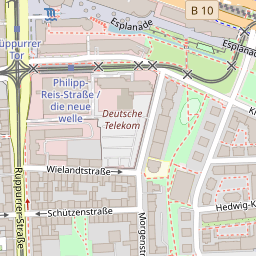 Esplanade
B 10
Rüppurrer
Tor
Esplanade
Philipp-
Reis-Straße /
die neue
welle
Deutsche
Telekom
Wielandtstraße
Rüppurrer Straße
Schützenstraße
Morgenstr
Hedwig-K